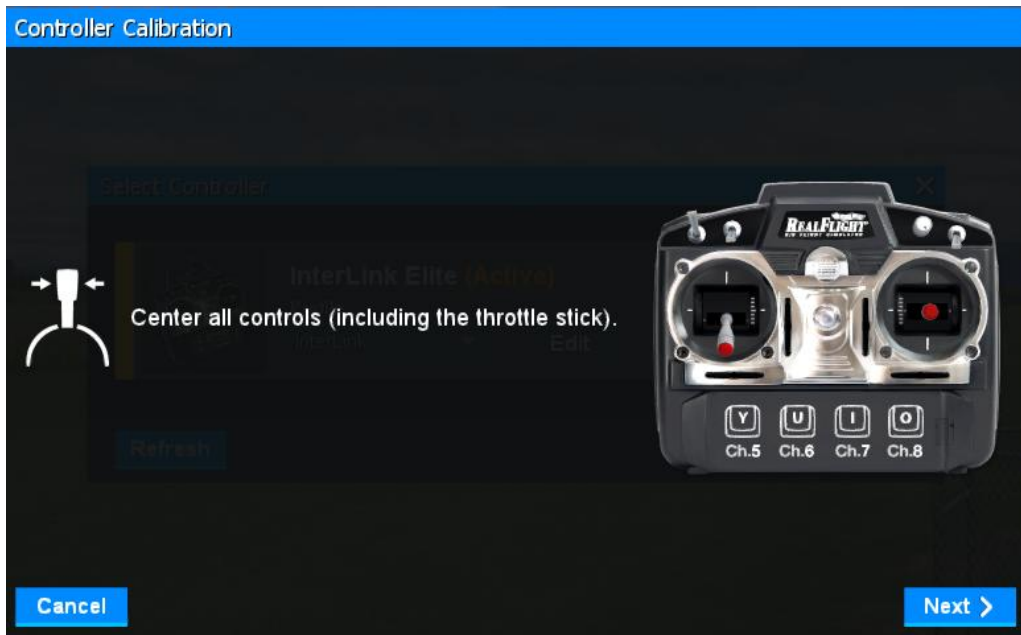 Controller Calibration
Select Controller
InterLink Elite (Active)
Center all controls (including the throttle stick).
InterLink
Edit
Refresh
REALFLIGHT
Y U I O
Ch.5 Ch.6 Ch.7 Ch.8
Cancel
Next >